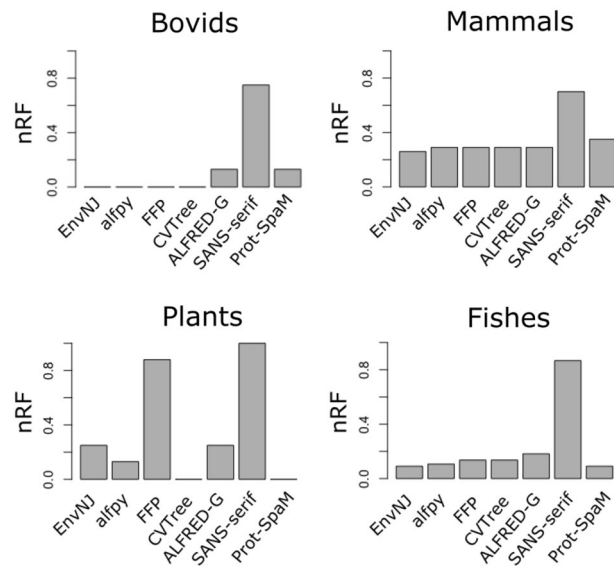 Bovids
nRF
0.0
0.4
0.8
EnvNJ
alfpy
FFP
CVTree
ALFRED-G
SANS-serif
Prot-SpaM
Mammals
nRF
0.0
0.4
0.8
EnvNJ
alfpy
FFP
CVTree
ALFRED-G
SANS-serif
Prot-SpaM
Plants
nRF
0.0
0.4
0.8
EnvNJ
alfpy
FFP
CVTree
ALFRED-G
SANS-serif
Prot-SpaM
Fishes
nRF
0.0
0.4
0.8
EnvNJ
alfpy
FFP
CVTree
ALFRED-G
SANS-serif
Prot-SpaM